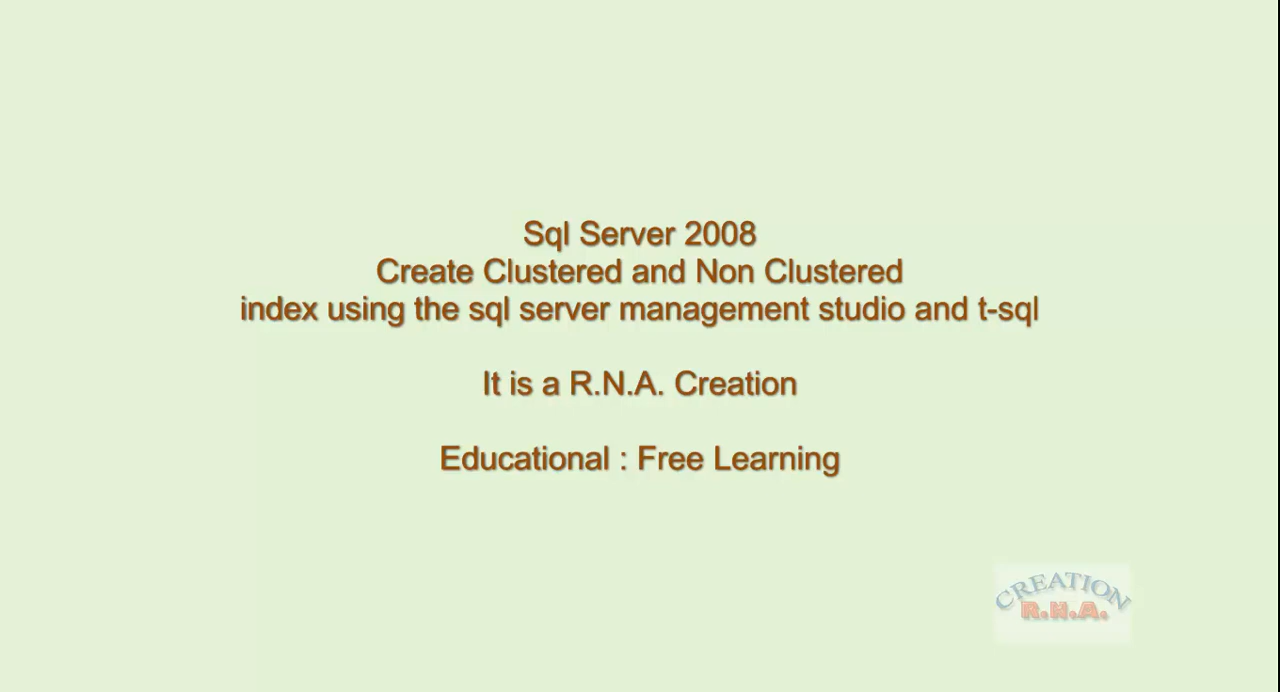 Sql Server 2008
Create Clustered and Non Clustered
index using the sql server management studio and t-sql
It is a R.N.A. Creation
Educational : Free Learning
CREATION
R.N.A.